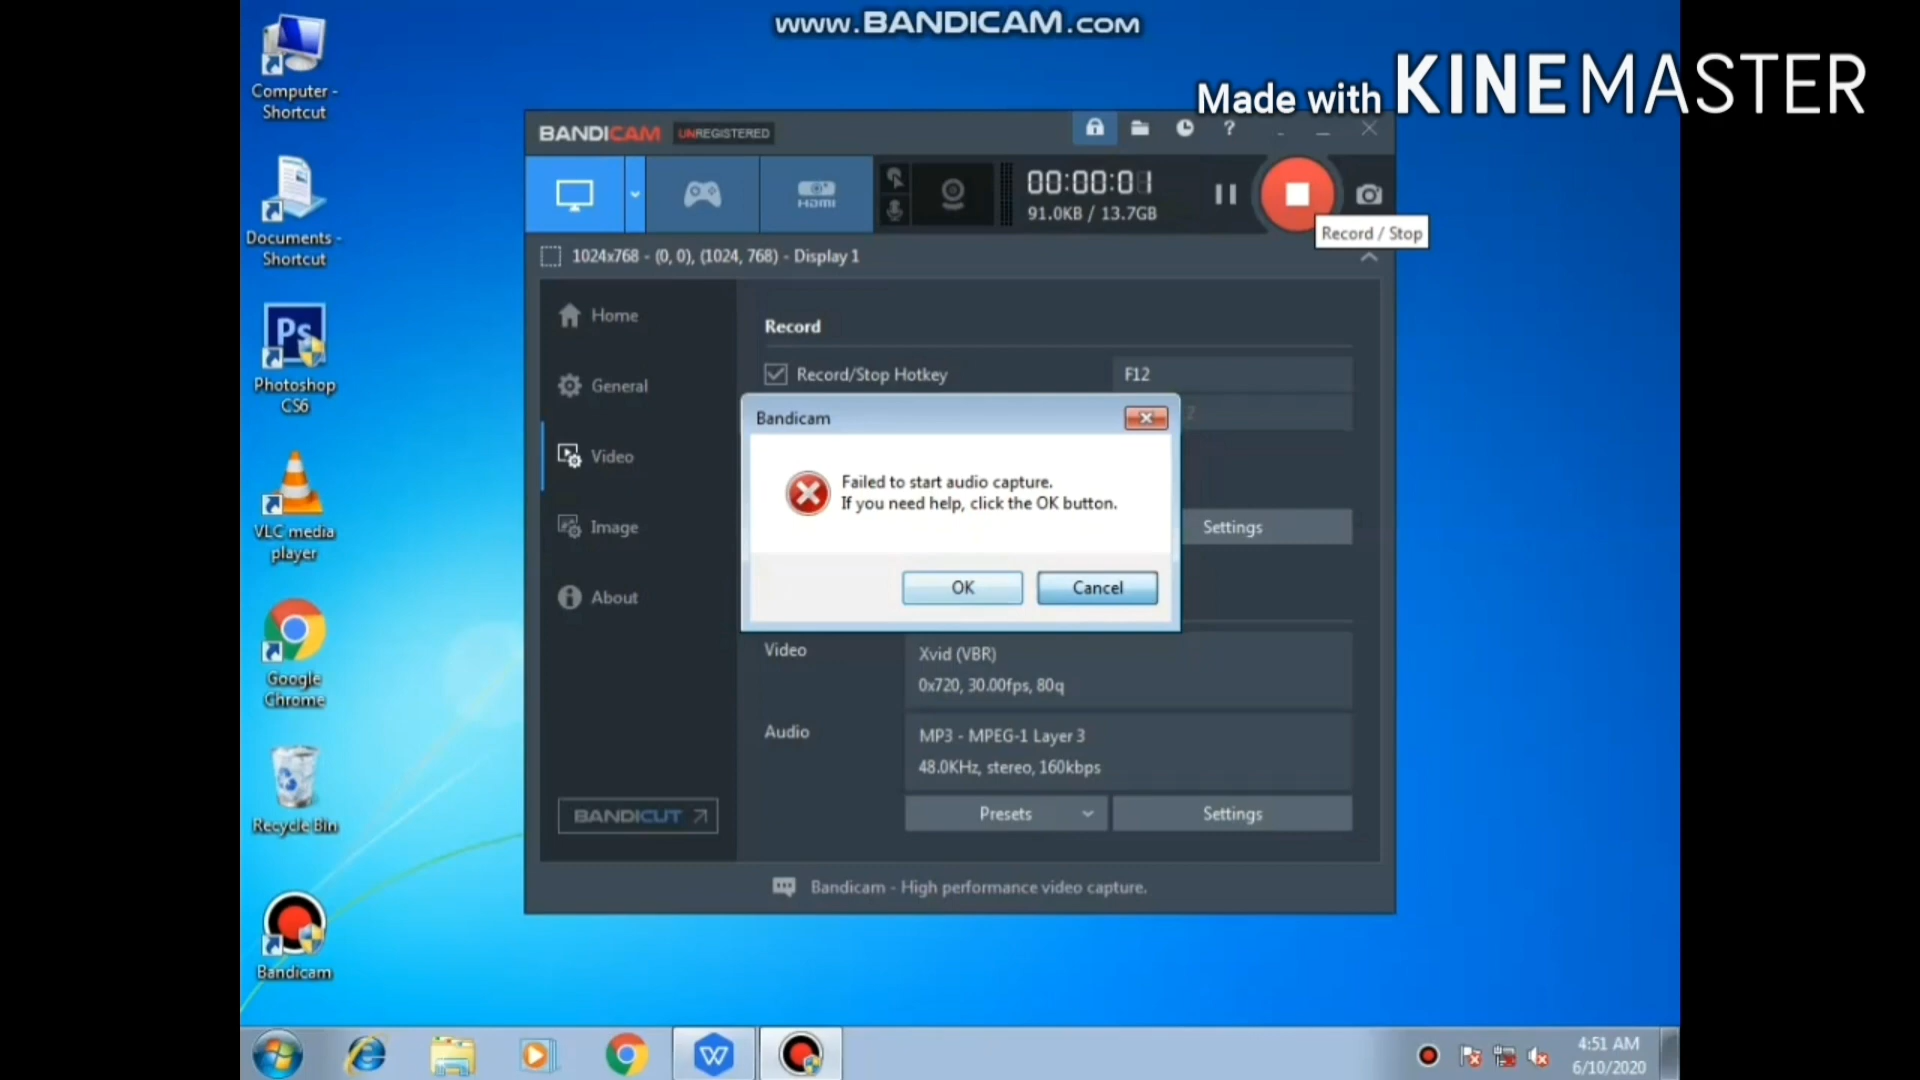 www.BANDICAM.com
Made with KINEMASTER
Computer -
Shortcut
Documents -
Shortcut
Ps
Photoshop
CS6
VLC media
player
Google
Chrome
Recycle Bin
Bandicam
BANDICAM UNREGISTERED
?
HDMI
00:00:01
91.0KB / 13.7GB
Record / Stop
1024x768 - (0, 0), (1024, 768) - Display 1
Home
General
Video
Image
About
BANDICUT
Record
Record/Stop Hotkey
F12
Bandicam
Failed to start audio capture.
If you need help, click the OK button.
OK
Cancel
Settings
Video
Xvid (VBR)
0x720, 30.00fps, 80q
Audio
MP3 - MPEG-1 Layer 3
48.0KHz, stereo, 160kbps
Presets
Settings
Bandicam - High performance video capture.
W
4:51 AM
6/10/2020